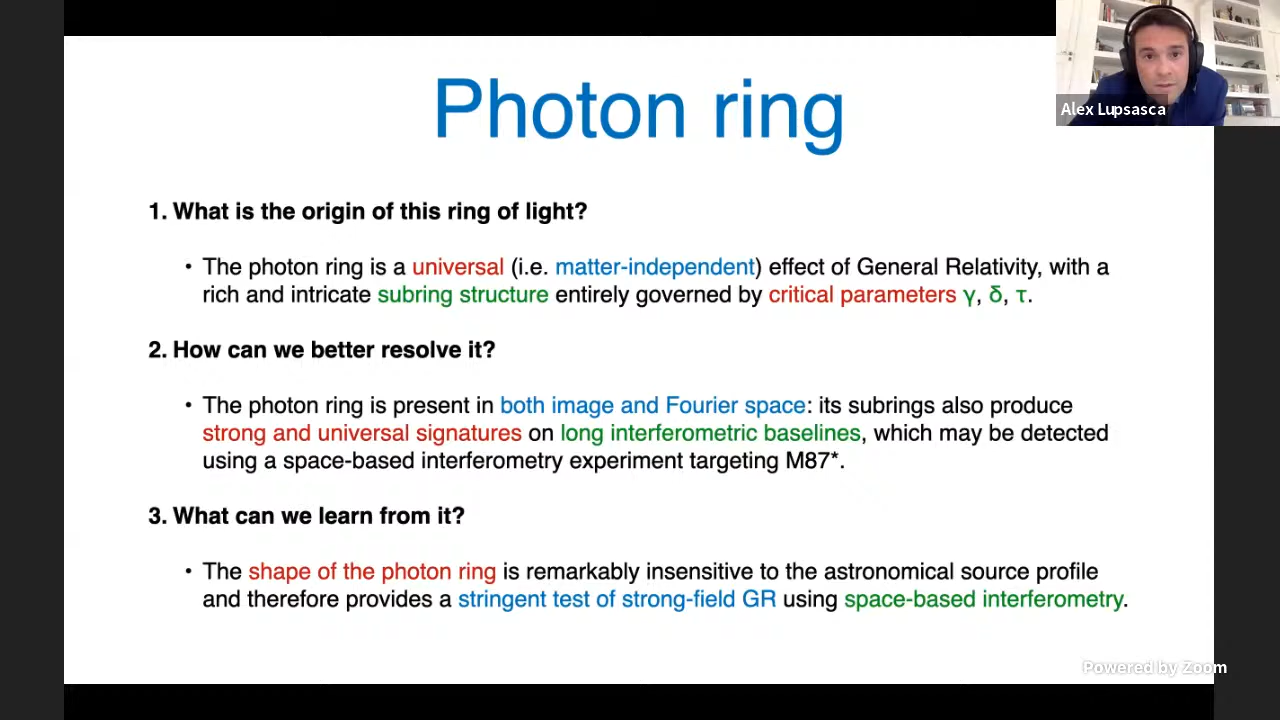 Photon ring
Alex Lupsasca
1. What is the origin of this ring of light?
• The photon ring is a universal (i.e. matter-independent) effect of General Relativity, with a
rich and intricate subring structure entirely governed by critical parameters γ, δ, τ.
2. How can we better resolve it?
• The photon ring is present in both image and Fourier space: its subrings also produce
strong and universal signatures on long interferometric baselines, which may be detected
using a space-based interferometry experiment targeting M87*.
3. What can we learn from it?
• The shape of the photon ring is remarkably insensitive to the astronomical source profile
and therefore provides a stringent test of strong-field GR using space-based interferometry.
Powered by Zoom